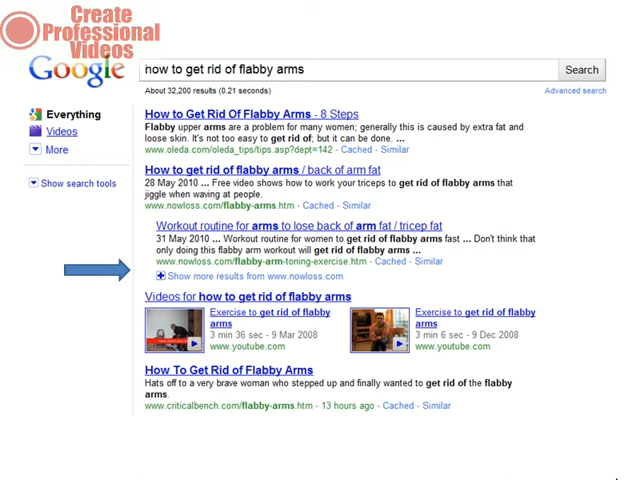 Create
Professional
Videos
Google
how to get rid of flabby arms
Search
About 32,200 results (0.21 seconds)
Advanced search
Everything
Videos
More
Show search tools
How to Get Rid Of Flabby Arms - 8 Steps
Flabby upper arms are a problem for many women; generally this is caused by extra fat and
loose skin. It's not too easy to get rid of; but it can be done. ...
www.oleda.com/oleda_tips/tips.asp?dept=142 - Cached - Similar
How to get rid of flabby arms / back of arm fat
28 May 2010 ... Free video shows how to work your triceps to get rid of flabby arms that
jiggle when waving at people.
www.nowloss.com/flabby-arms.htm - Cached - Similar
Workout routine for arms to lose back of arm fat / tricep fat
31 May 2010 ... Workout routine for women to get rid of flabby arms fast ... Don't think that
only doing this flabby arm workout will get rid of flabby arms ...
www.nowloss.com/flabby-arm-toning-exercise.htm - Cached - Similar
Show more results from www.nowloss.com
Videos for how to get rid of flabby arms
Exercise to get rid of flabby
arms
3 min 36 sec - 9 Mar 2008
www.youtube.com
Exercise to get rid of flabby
arms
3 min 6 sec - 9 Dec 2008
www.youtube.com
How To Get Rid of Flabby Arms
Hats off to a very brave woman who stepped up and finally wanted to get rid of the flabby
arms.
www.criticalbench.com/flabby-arms.htm - 13 hours ago - Cached - Similar